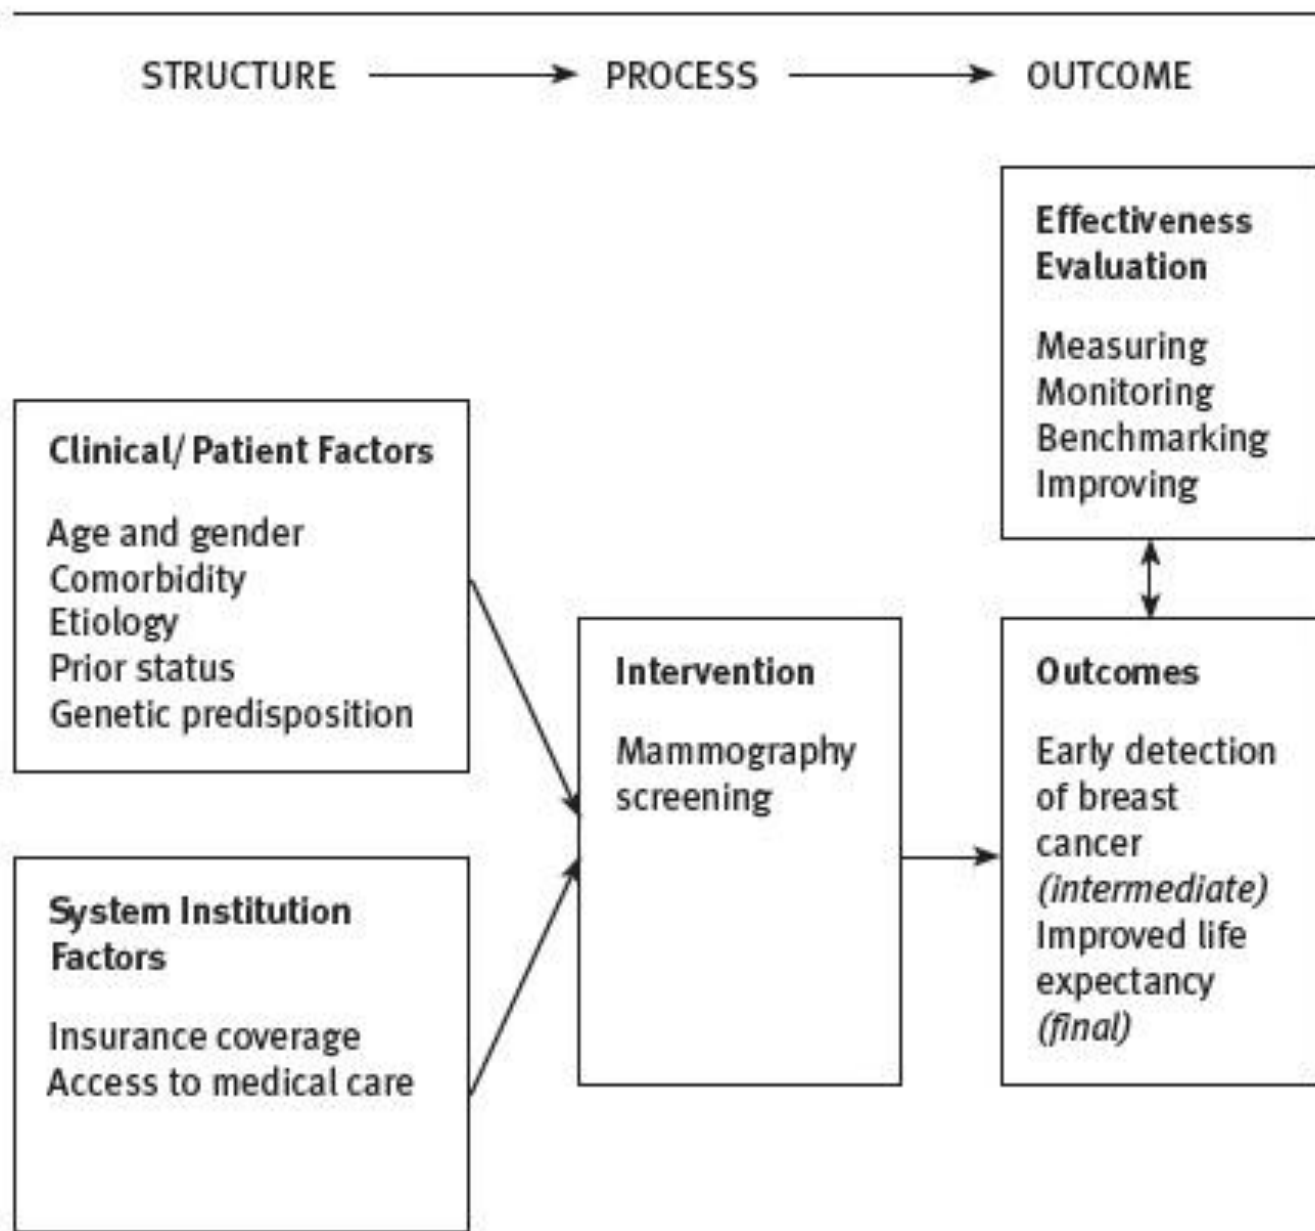 STRUCTURE PROCESS OUTCOME
Effectiveness
Evaluation
Measuring
Monitoring
Benchmarking
Improving
Clinical/ Patient Factors
Age and gender
Comorbidity
Etiology
Prior status
Genetic predisposition
System Institution
Factors
Insurance coverage
Access to medical care
Intervention
Mammography
screening
Outcomes
Early detection
of breast
cancer
(intermediate)
Improved life
expectancy
(final)